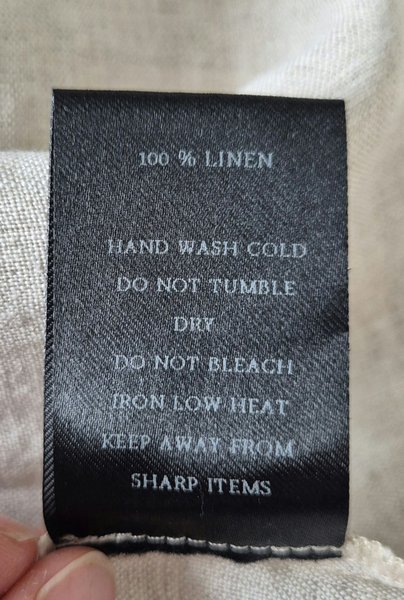 100 % LINEN
HAND WASH COLD
DO NOT TUMBLE
DRY
DO NOT BLEACH
IRON LOW HEAT
KEEP AWAY FROM
SHARP ITEMS